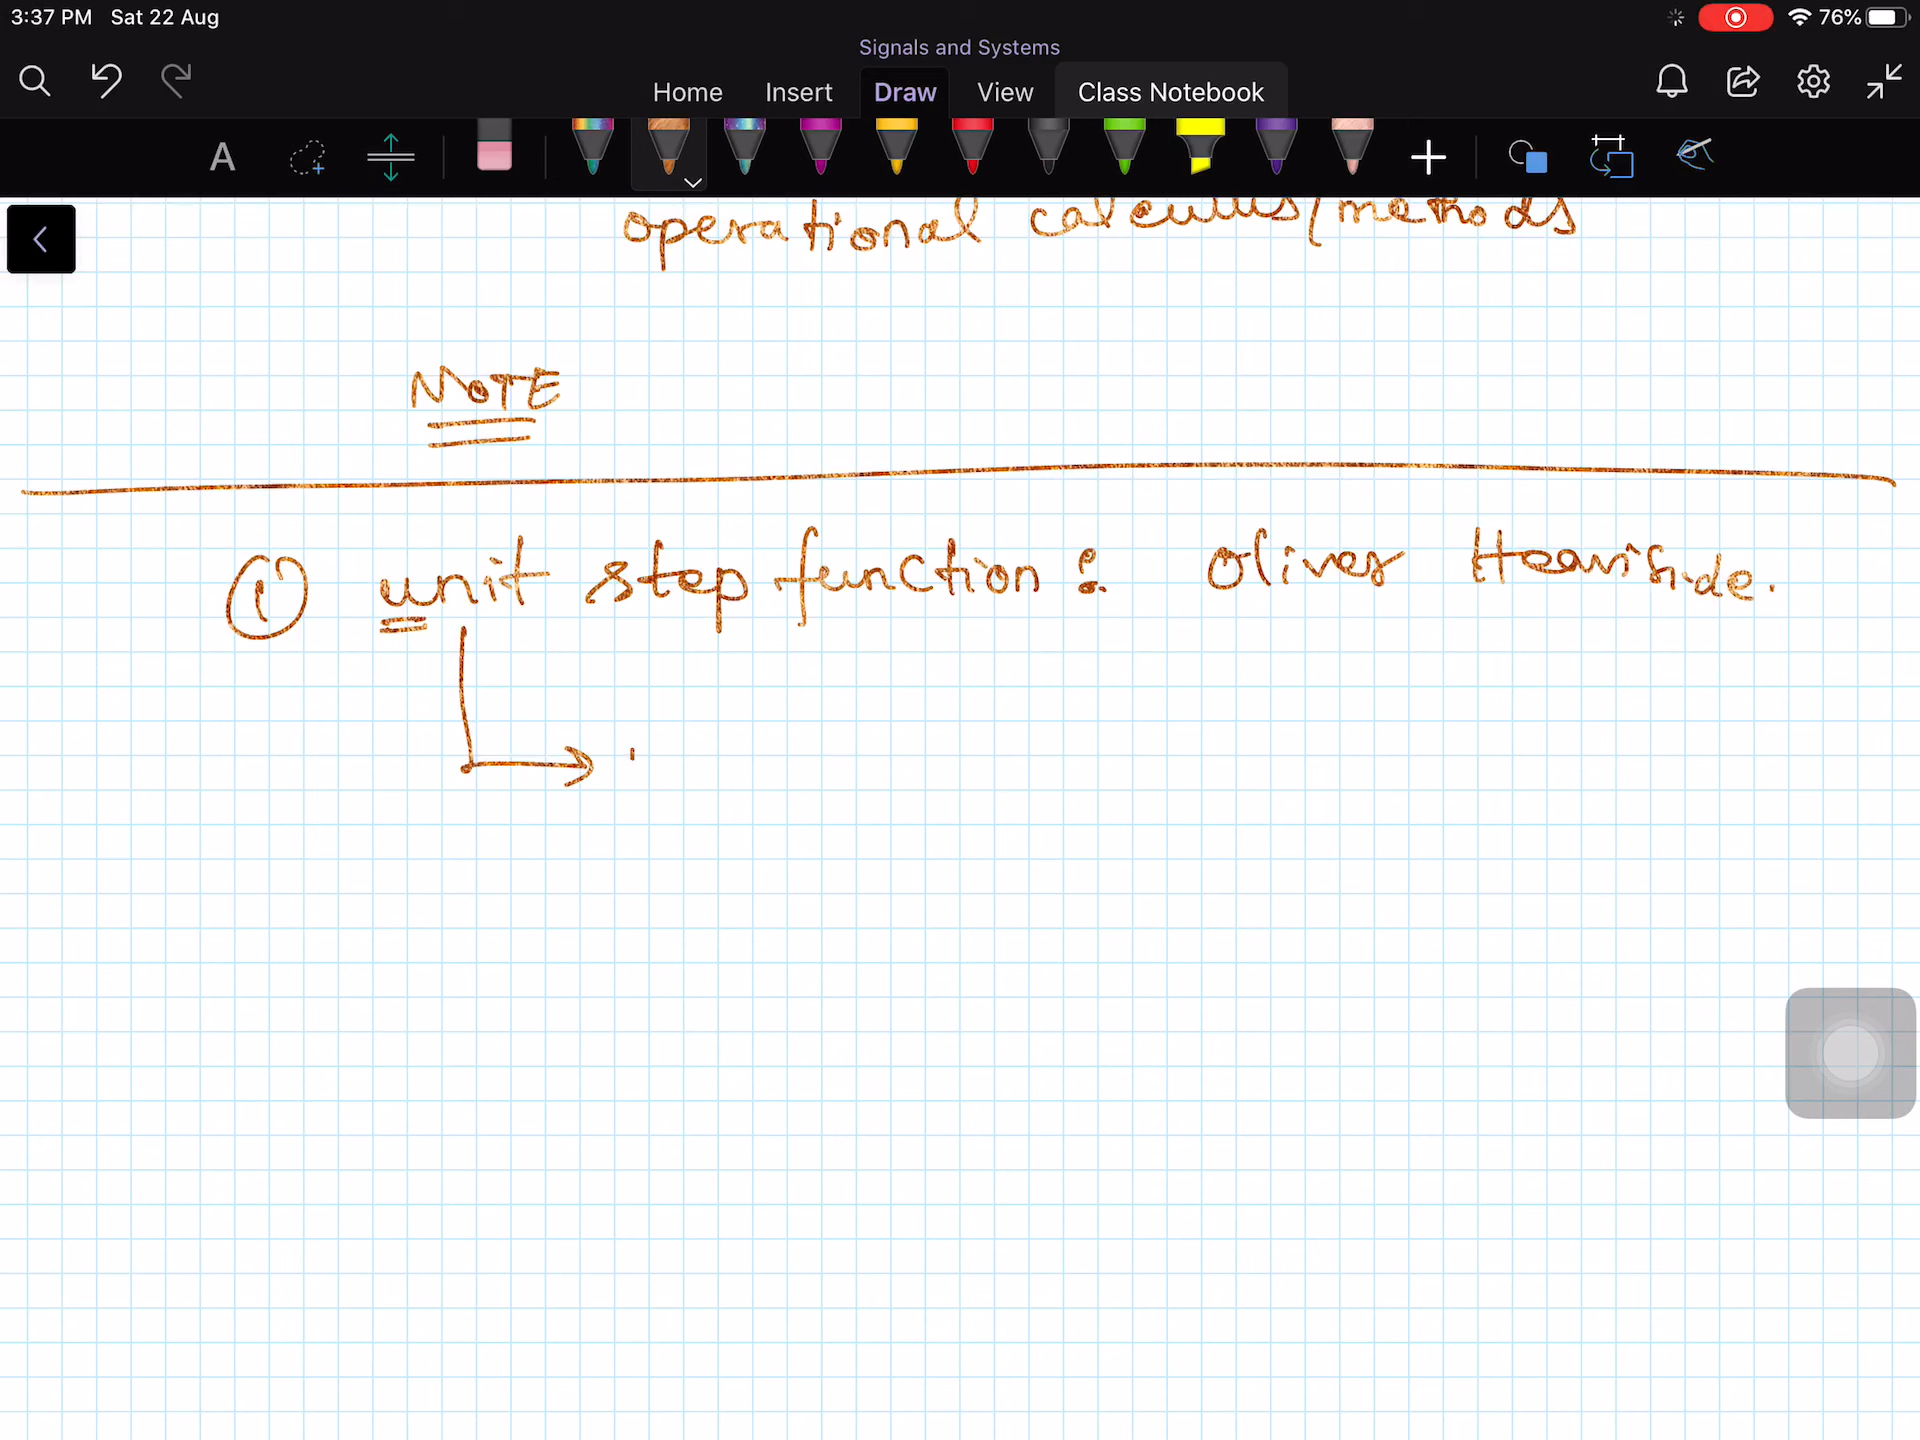 3:37 PM Sat 22 Aug
76%
Signals and Systems
Home Insert Draw View Class Notebook
A
operational calculus/methods
NOTE
① unit step function : Oliver Heaviside.